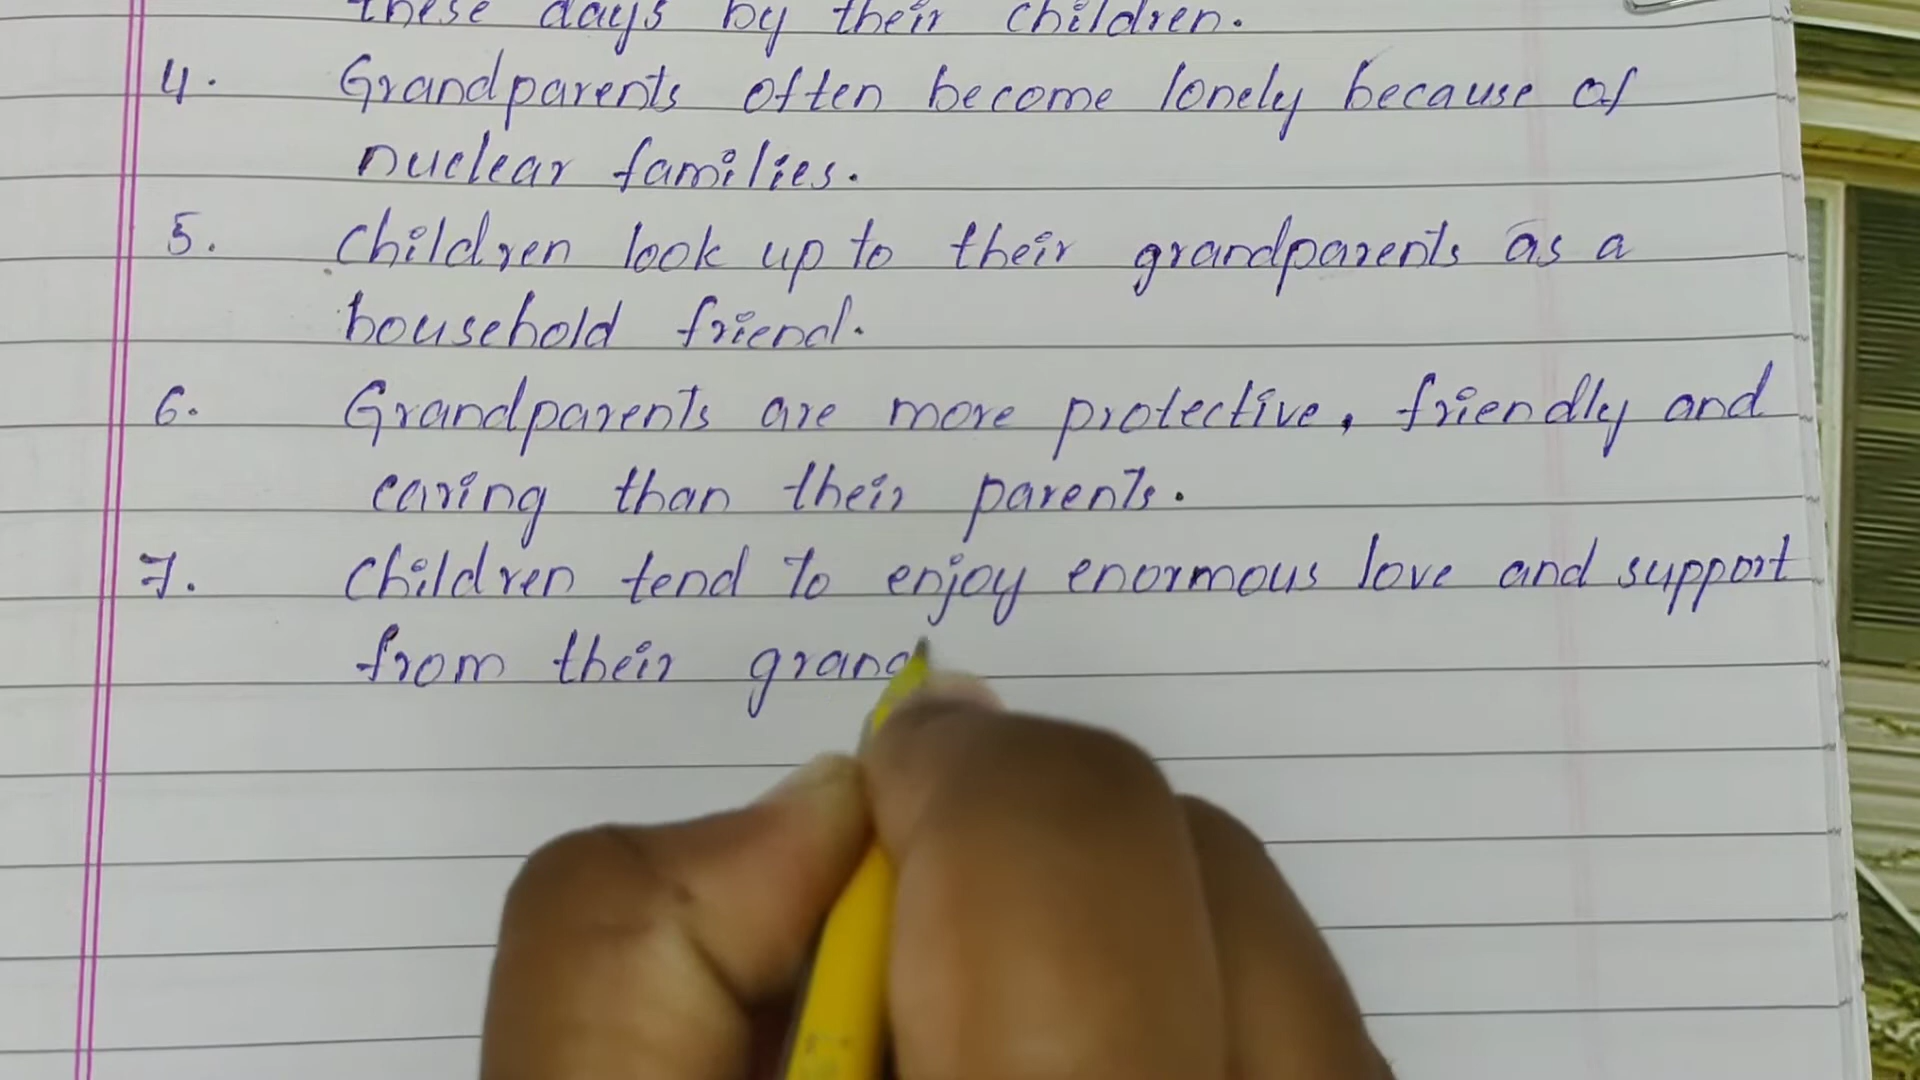 these days by their children.
4. Grandparents often become lonely because of
nuclear families.
5. Children look up to their grandparents as a
household friend.
6. Grandparents are more protective, friendly and
caring than their parents.
7. Children tend to enjoy enormous love and support
from their grand